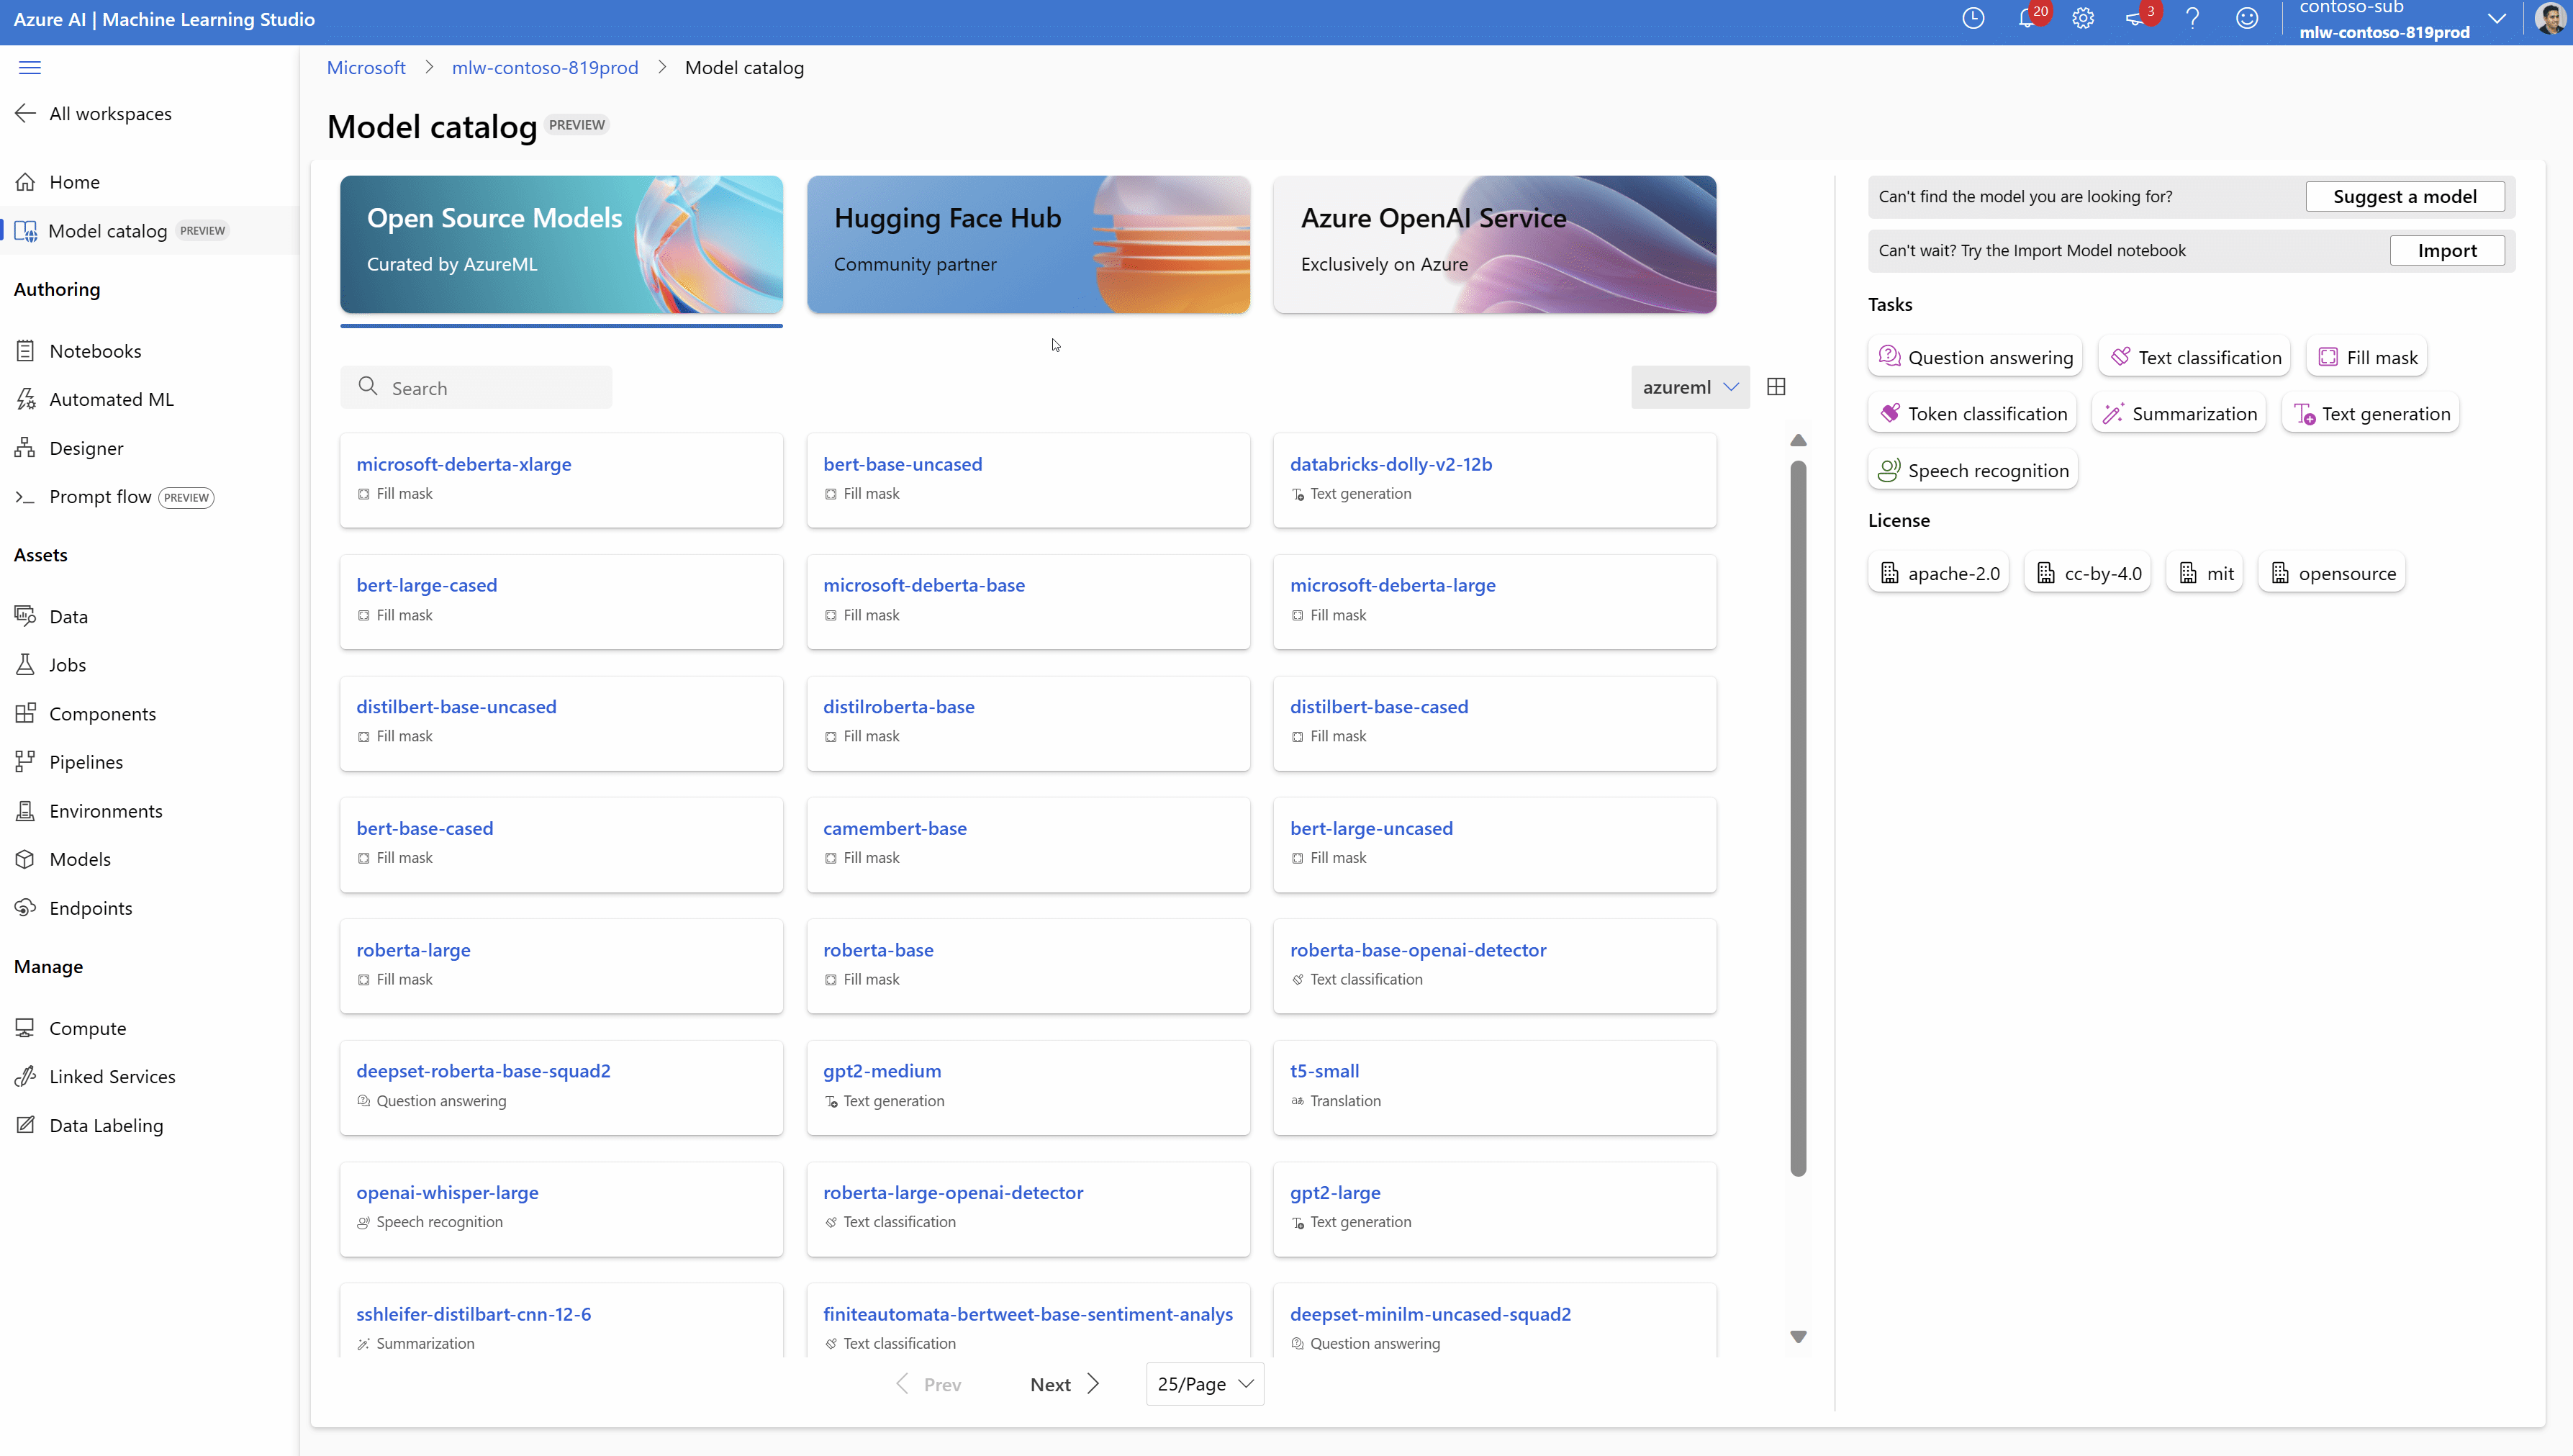 Azure AI | Machine Learning Studio
20
3
contoso-sub
mlw-contoso-819prod
All workspaces
Home
Model catalog PREVIEW
Authoring
Notebooks
Automated ML
Designer
Prompt flow PREVIEW
Assets
Data
Jobs
Components
Pipelines
Environments
Models
Endpoints
Manage
Compute
Linked Services
Data Labeling
Microsoft > mlw-contoso-819prod > Model catalog
Model catalog PREVIEW
Open Source Models
Curated by AzureML
Hugging Face Hub
Community partner
Azure OpenAI Service
Exclusively on Azure
Search
azureml
microsoft-deberta-xlarge
Fill mask
bert-base-uncased
Fill mask
databricks-dolly-v2-12b
Text generation
bert-large-cased
Fill mask
microsoft-deberta-base
Fill mask
microsoft-deberta-large
Fill mask
distilbert-base-uncased
Fill mask
distilroberta-base
Fill mask
distilbert-base-cased
Fill mask
bert-base-cased
Fill mask
camembert-base
Fill mask
bert-large-uncased
Fill mask
roberta-large
Fill mask
roberta-base
Fill mask
roberta-base-openai-detector
Text classification
deepset-roberta-base-squad2
Question answering
gpt2-medium
Text generation
t5-small
Translation
openai-whisper-large
Speech recognition
roberta-large-openai-detector
Text classification
gpt2-large
Text generation
sshleifer-distilbart-cnn-12-6
Summarization
finiteautomata-bertweet-base-sentiment-analys
Text classification
deepset-minilm-uncased-squad2
Question answering
Prev
Next
25/Page
Can't find the model you are looking for?
Suggest a model
Can't wait? Try the Import Model notebook
Import
Tasks
Question answering
Text classification
Fill mask
Token classification
Summarization
Text generation
Speech recognition
License
apache-2.0
cc-by-4.0
mit
opensource